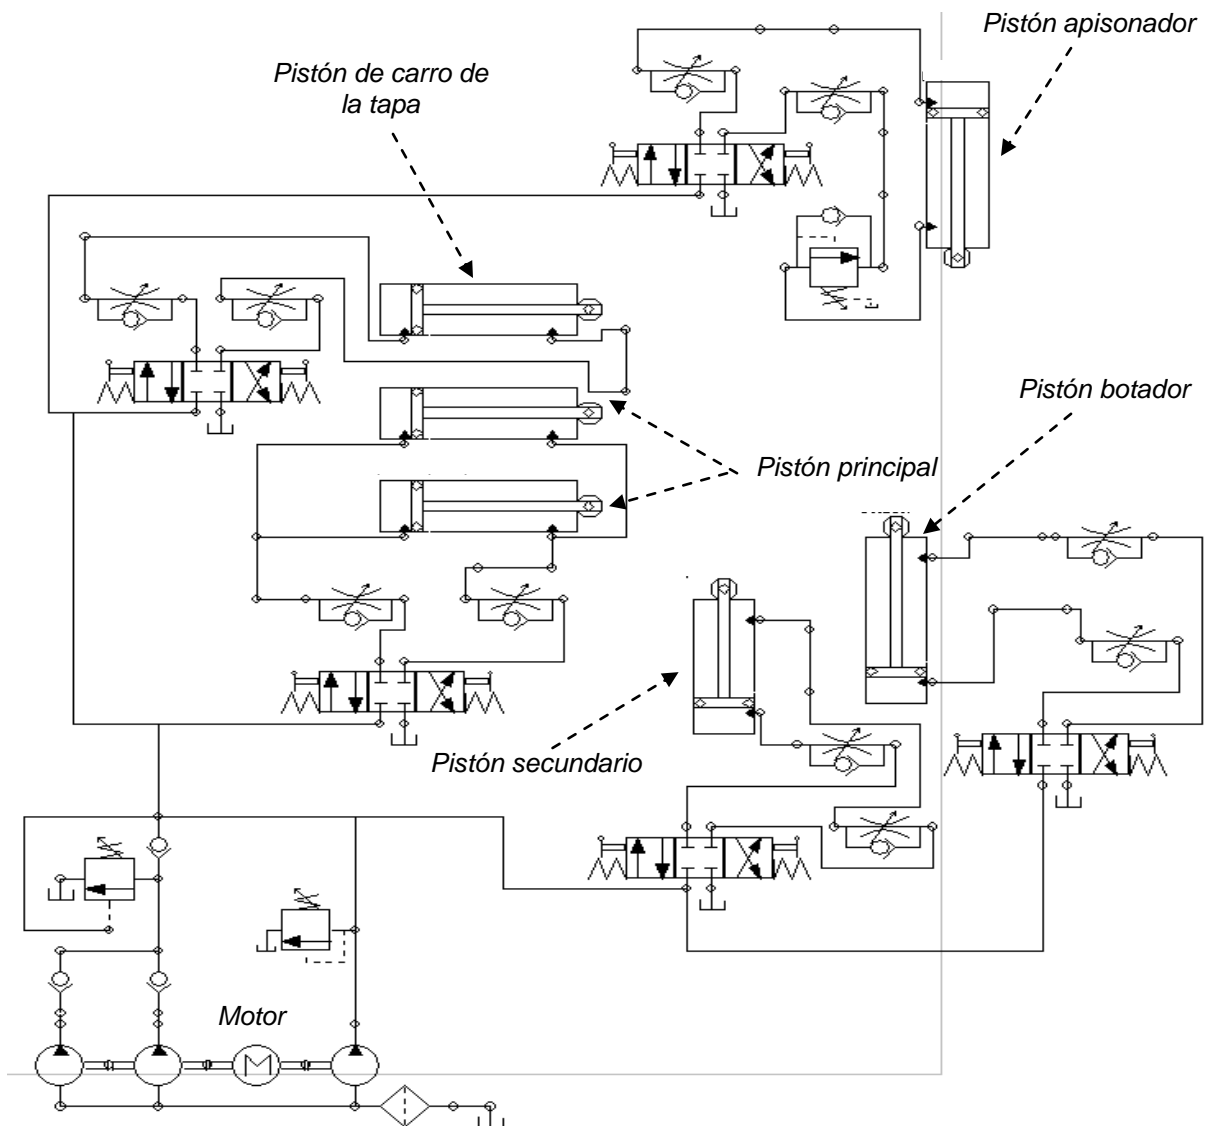 Pistón apisonador
Pistón de carro de
la tapa
Pistón botador
Pistón principal
Pistón secundario
Motor
M